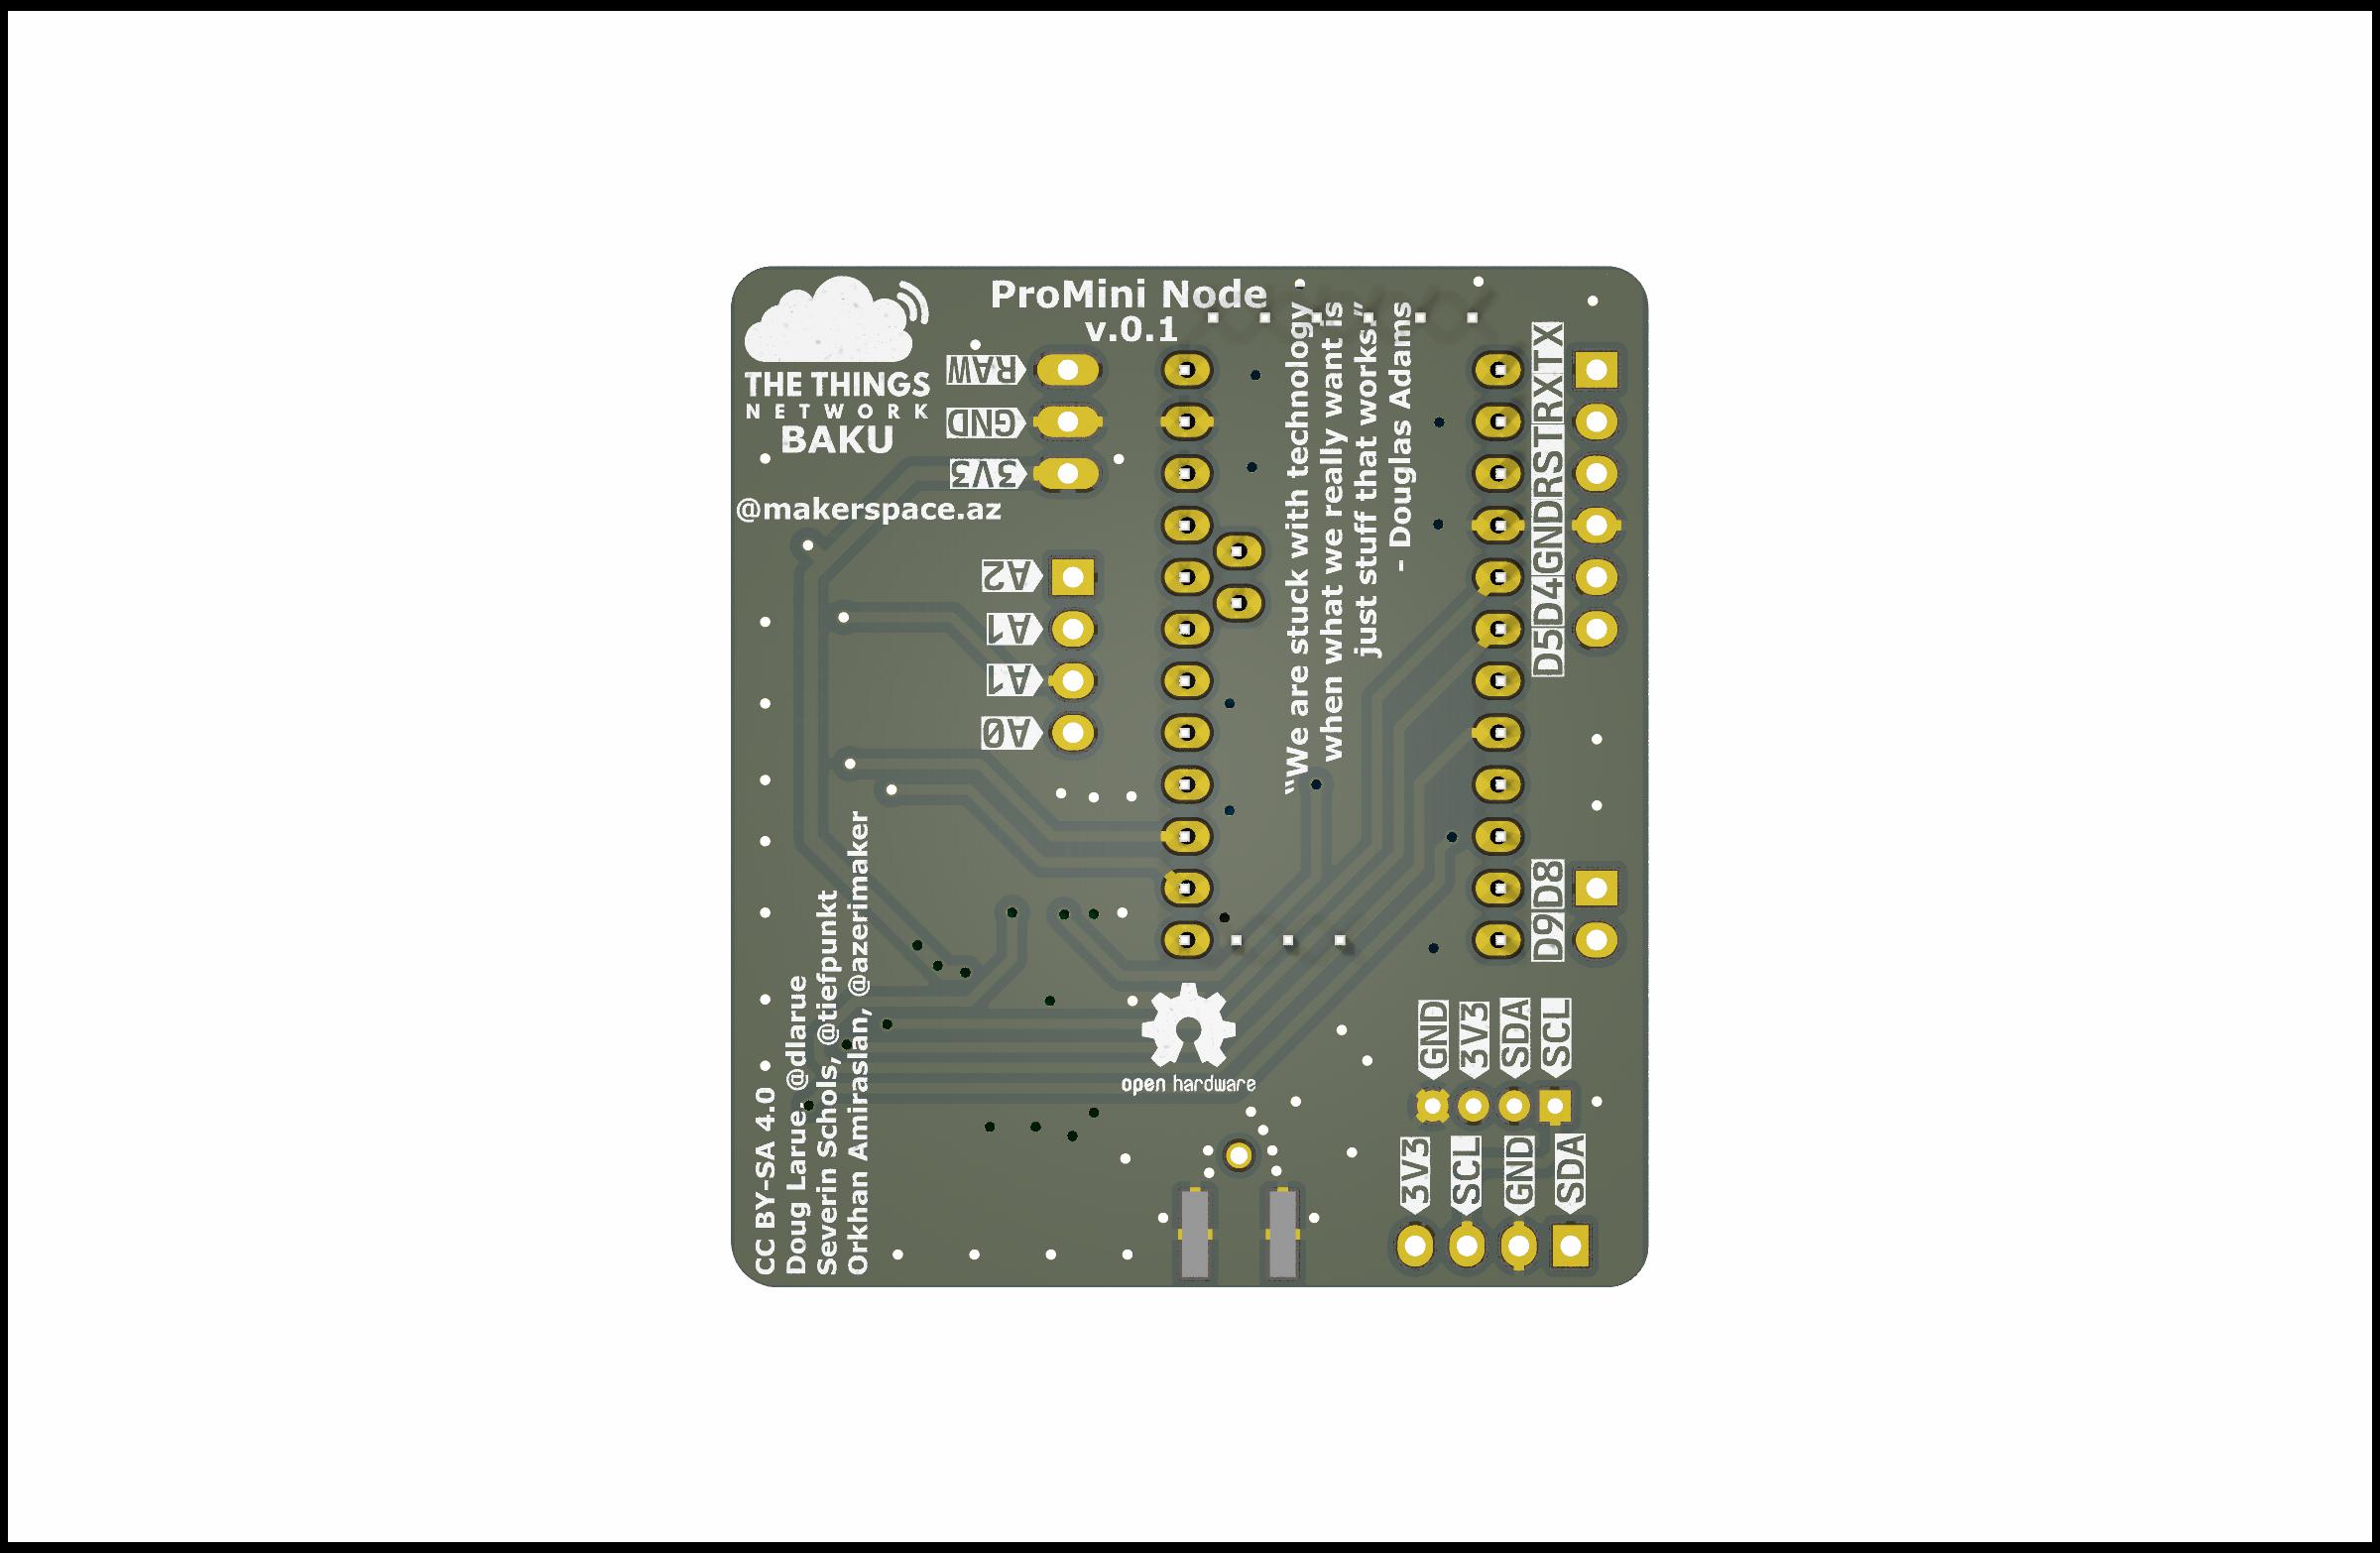 ProMini Node
v.0.1
THE THINGS
NETWORK
BAKU
@makerspace.az
RAW
GND
3V3
A2
A1
A1
A0
“We are stuck with technology
when what we really want is
just stuff that works.”
- Douglas Adams
TX
RX
RST
GND
D4
D5
D8
D9
CC BY-SA 4.0
Doug Larue, @dlarue
Severin Schols, @tiefpunkt
Orkhan Amiraslan, @azerimaker
open hardware
GND
3V3
SDA
SCL
3V3
SCL
GND
SDA